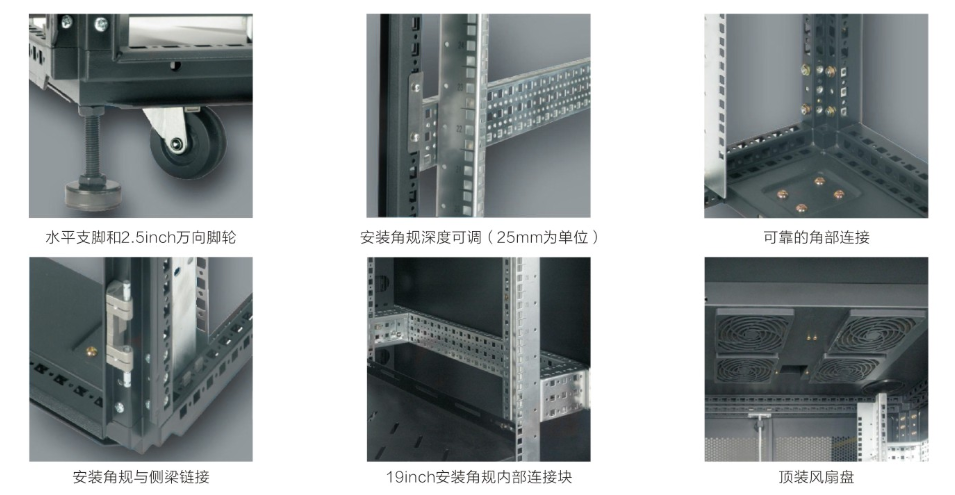 水平支脚和2.5inch万向脚轮
安装角规深度可调（25mm为单位）
可靠的角部连接
安装角规与侧梁链接
19inch安装角规内部连接块
顶装风扇盘